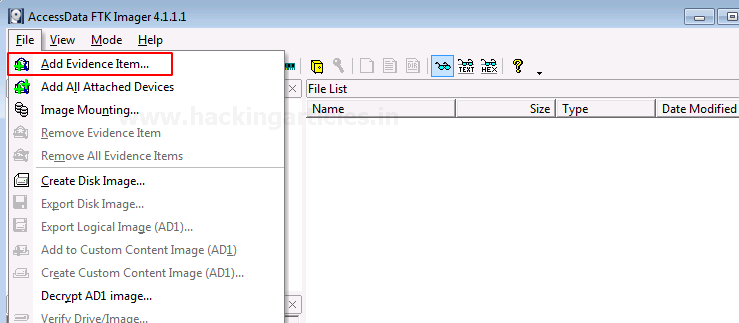 AccessData FTK Imager 4.1.1.1
File View Mode Help
Add Evidence Item...
Add All Attached Devices
Image Mounting...
Remove Evidence Item
Remove All Evidence Items
Create Disk Image...
Export Disk Image...
Export Logical Image (AD1)...
Add to Custom Content Image (AD1)
Create Custom Content Image (AD1)...
Decrypt AD1 image...
Verify Drive/Image...
TEXT HEX ?
File List
Name Size Type Date Modified
www.hackingarticles.in